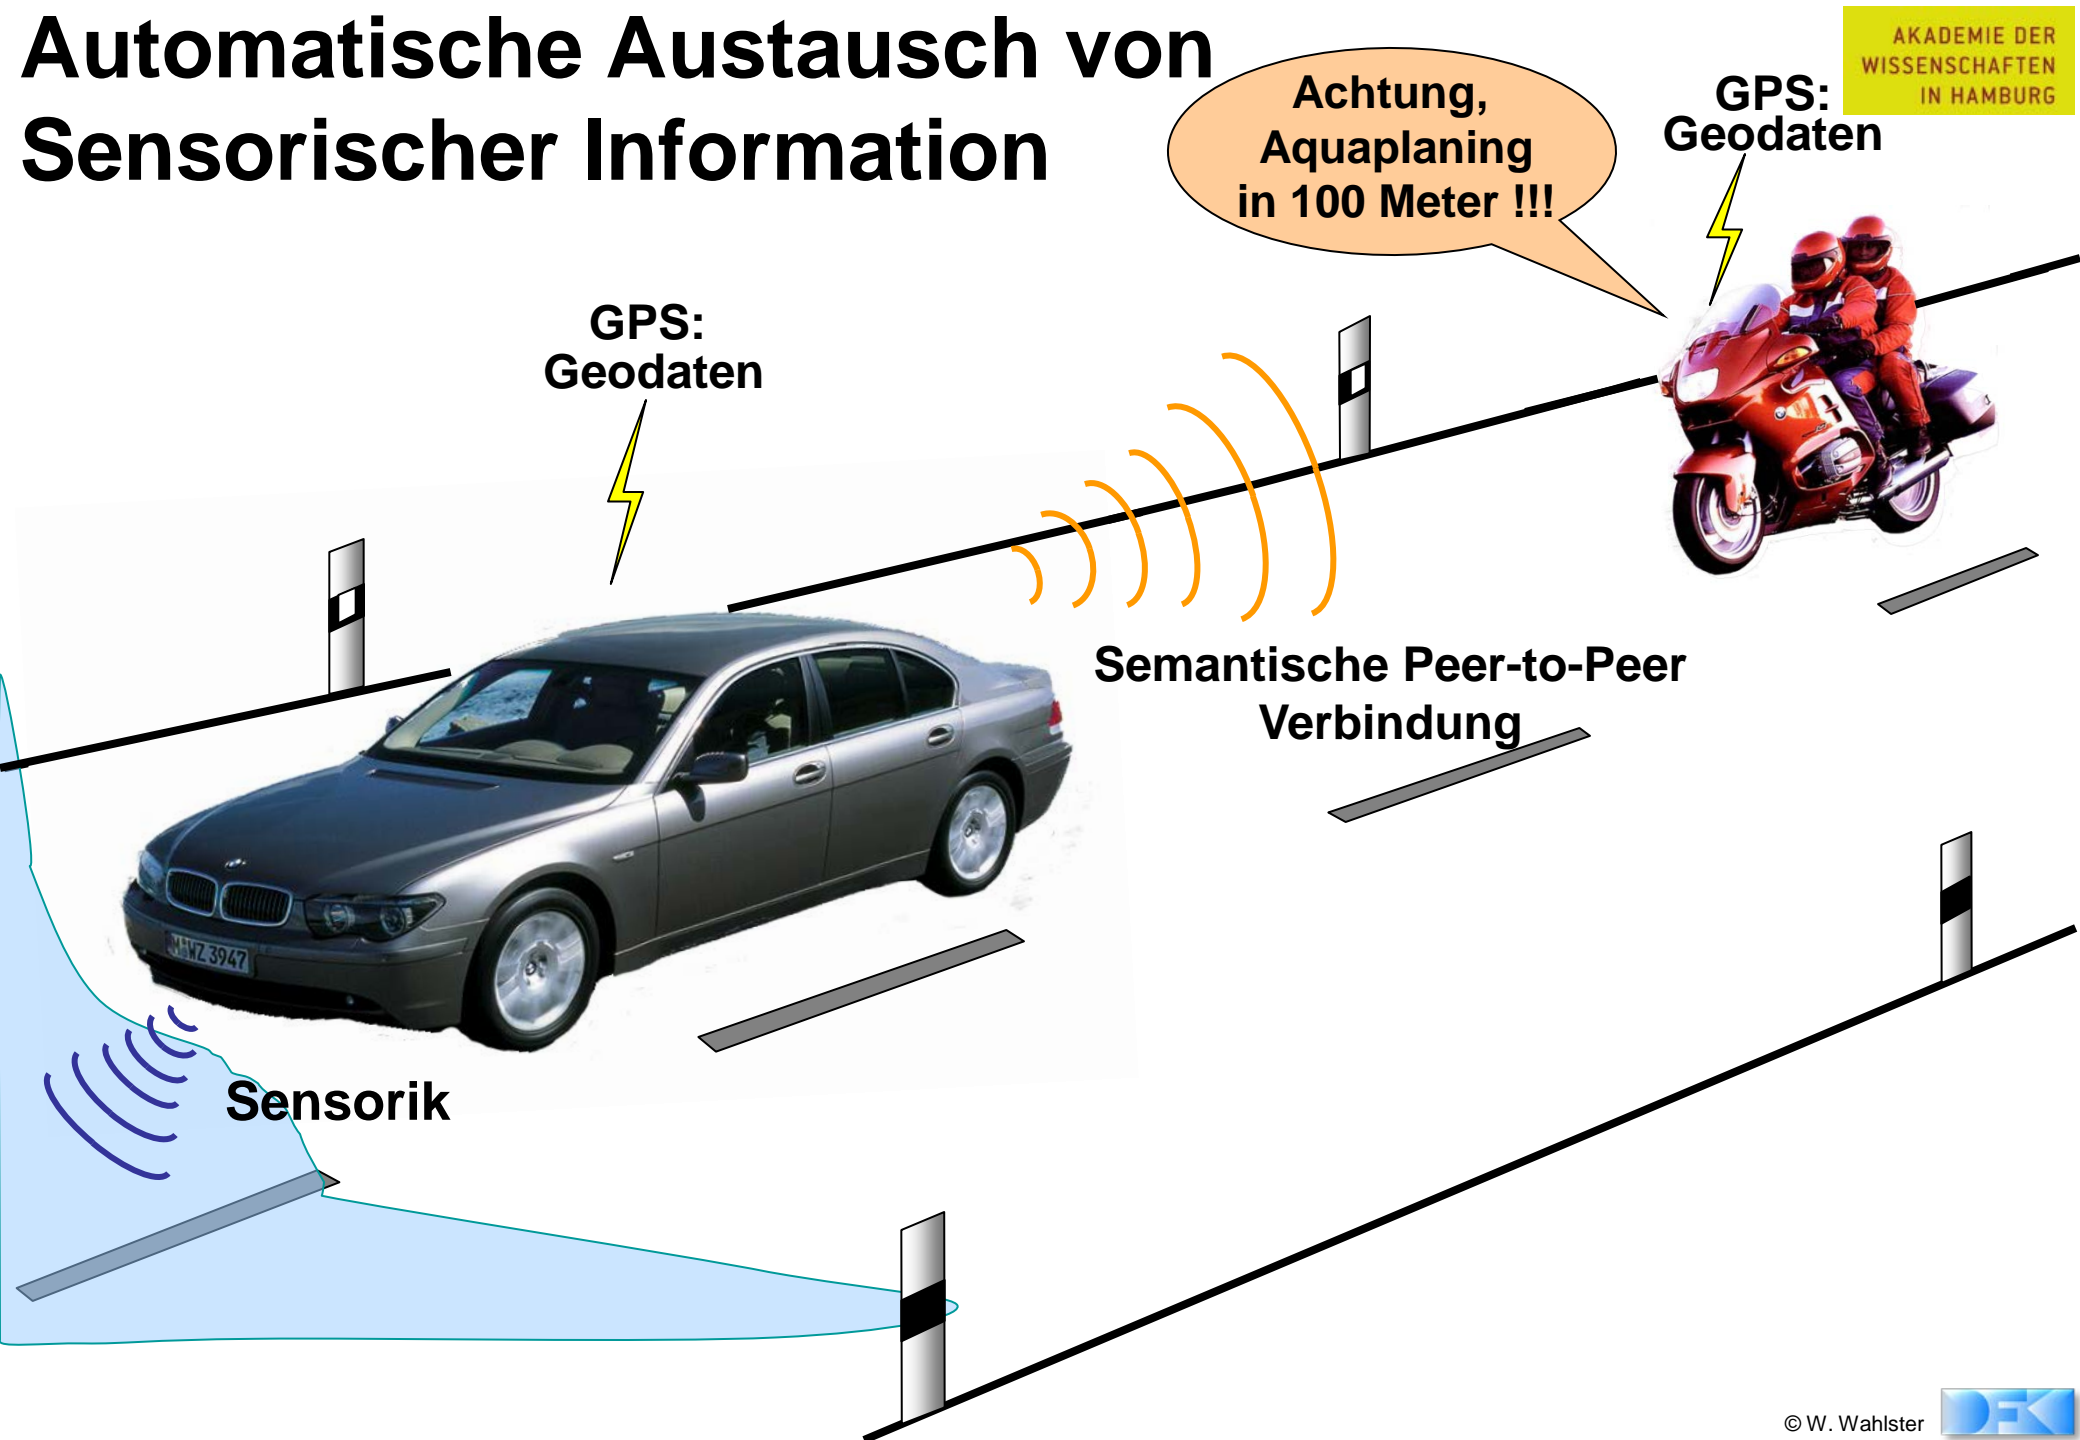 Automatische Austausch von
Sensorischer Information
AKADEMIE DER
WISSENSCHAFTEN
IN HAMBURG
Achtung,
Aquaplaning
in 100 Meter !!!
GPS:
Geodaten
GPS:
Geodaten
Semantische Peer-to-Peer
Verbindung
M WZ 3947
Sensorik
© W. Wahlster
DFK